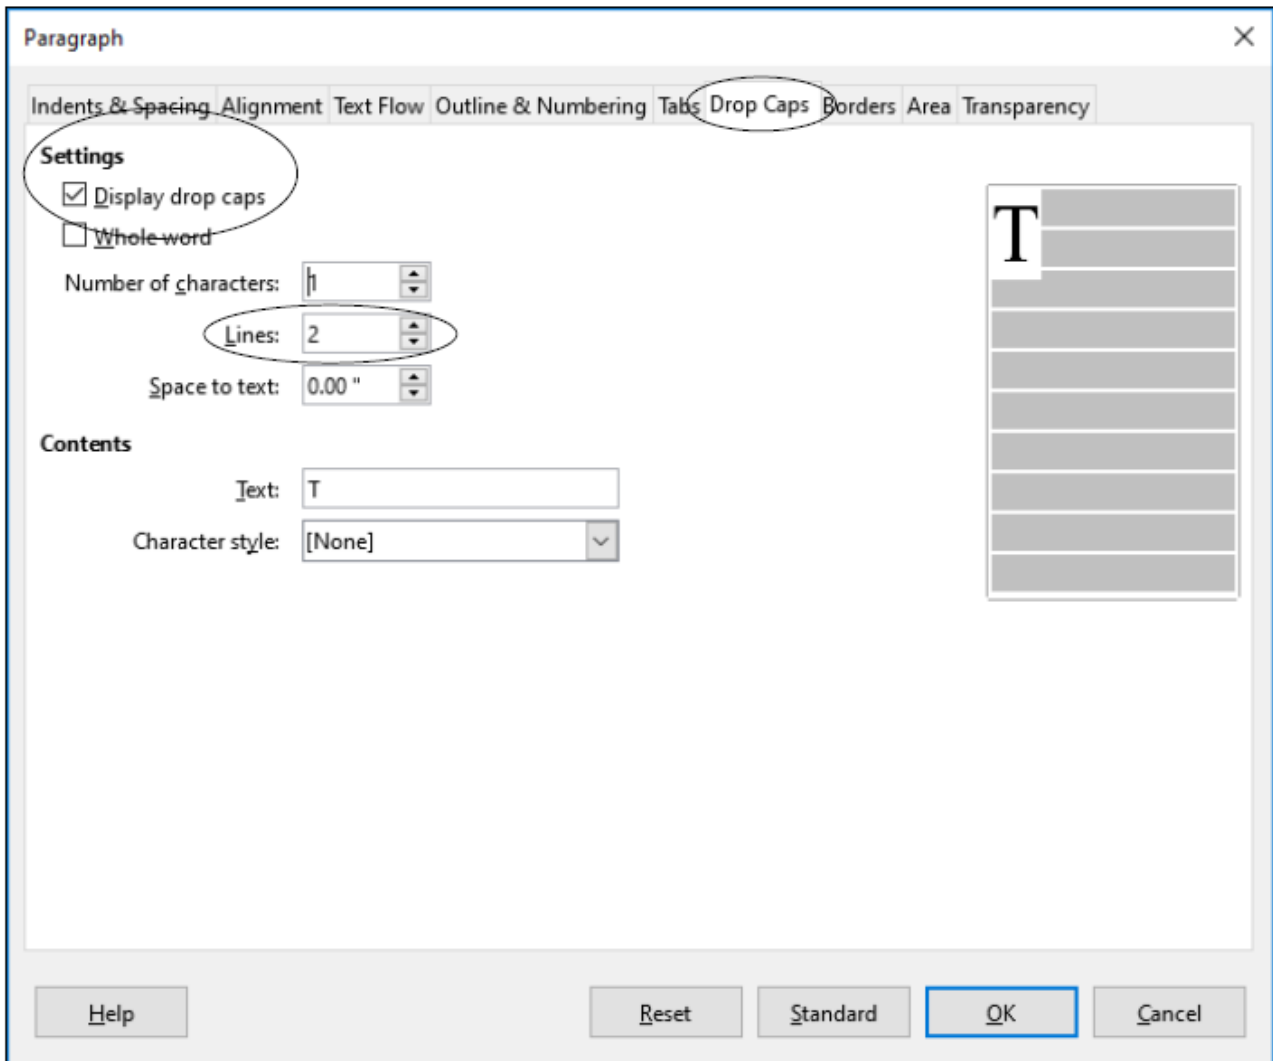 Paragraph
Indents & Spacing Alignment Text Flow Outline & Numbering Tabs Drop Caps Borders Area Transparency
Settings
Display drop caps
Whole word
Number of characters: 1
Lines: 2
Space to text: 0.00 "
Contents
Text: T
Character style: [None]
T
Help Reset Standard OK Cancel